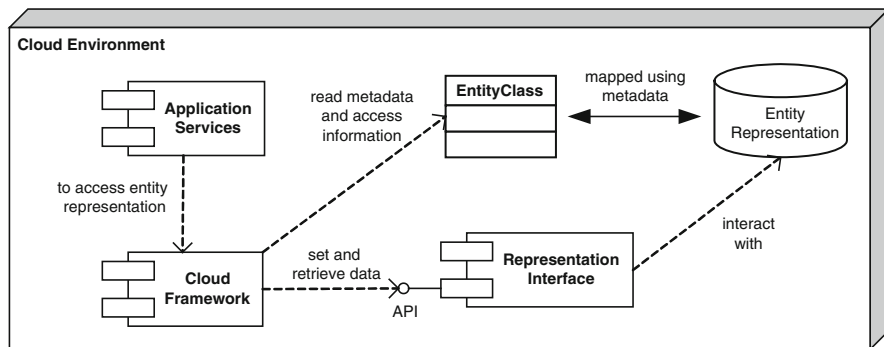 Cloud Environment
Application
Services
read metadata
and access
information
EntityClass
mapped using
metadata
Entity
Representation
to access entity
representation
Cloud
Framework
set and
retrieve data
API
Representation
Interface
interact
with